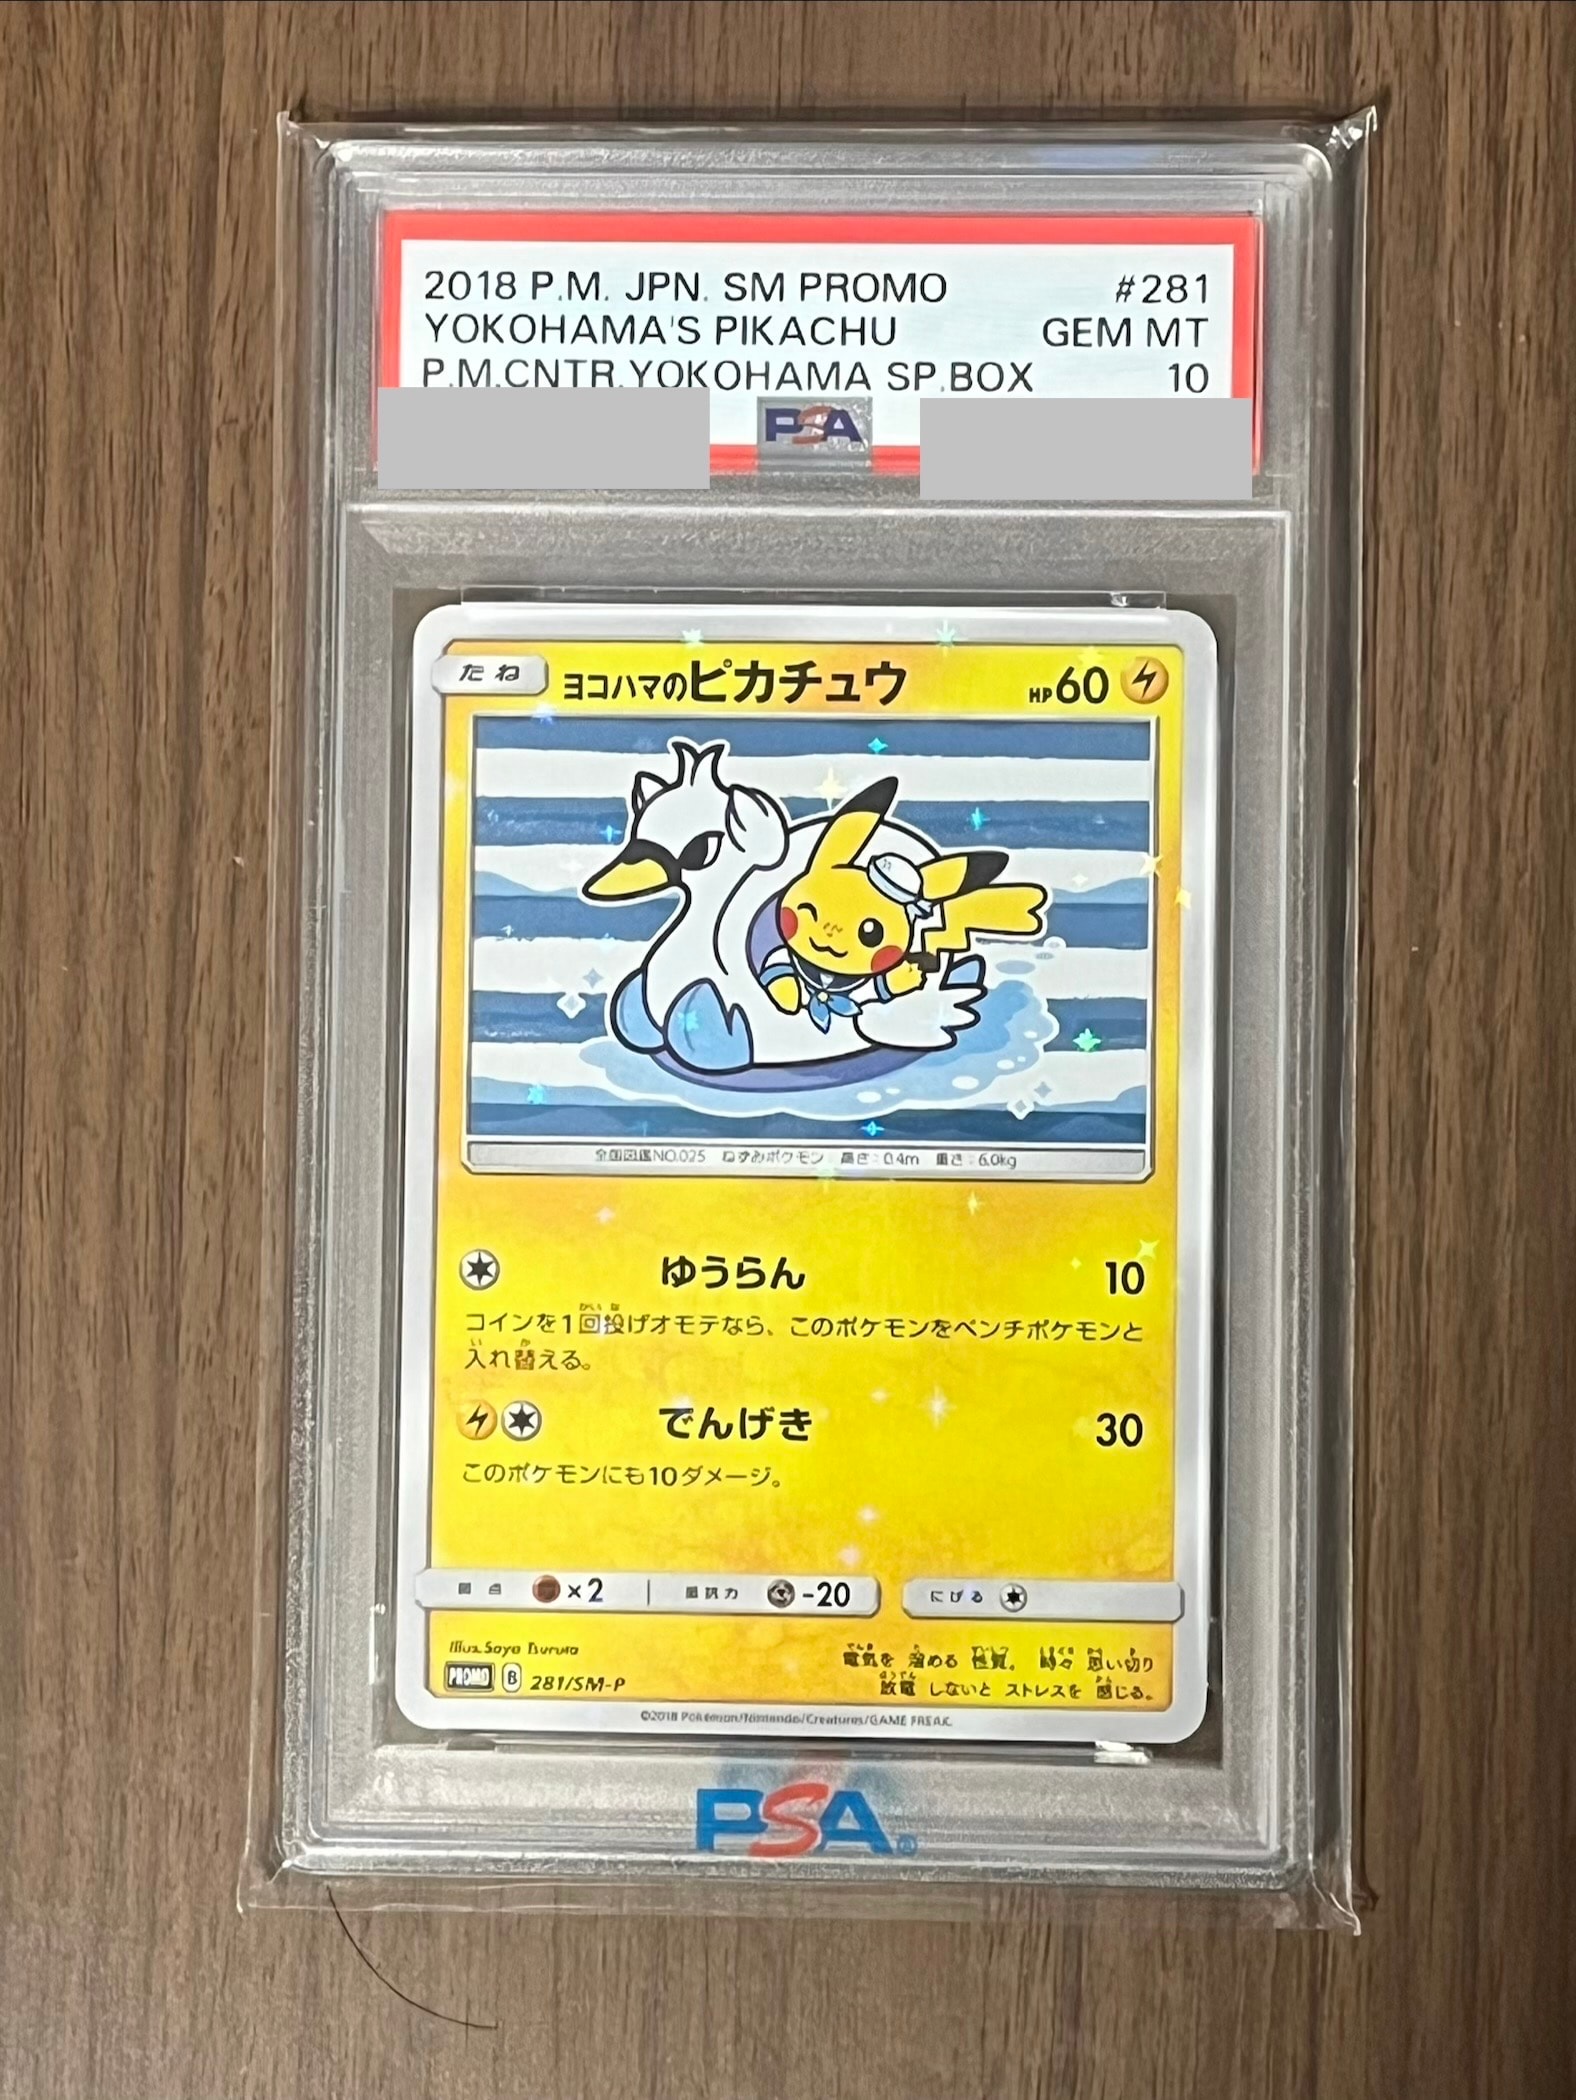 2018 P.M. JPN. SM PROMO #281
YOKOHAMA'S PIKACHU GEM MT
P.M.CNTR.YOKOHAMA SP.BOX 10
PSA
たね ヨコハマのピカチュウ HP60
全国図鑑NO.025 ねずみポケモン 高さ：0.4m 重さ：6.0kg
ゆうらん 10
コインを1回投げオモテなら、このポケモンをベンチポケモンと
入れ替える。
でんげき 30
このポケモンにも10ダメージ。
×2 -20 にげる
Illus. Saya Tsuruta
PROMO B 281/SM-P
電気を 溜める 性質。 時々 思い切り
放電 しないと ストレスを 感じる。
©2018 Pokémon/Nintendo/Creatures/GAME FREAK.
PSA®